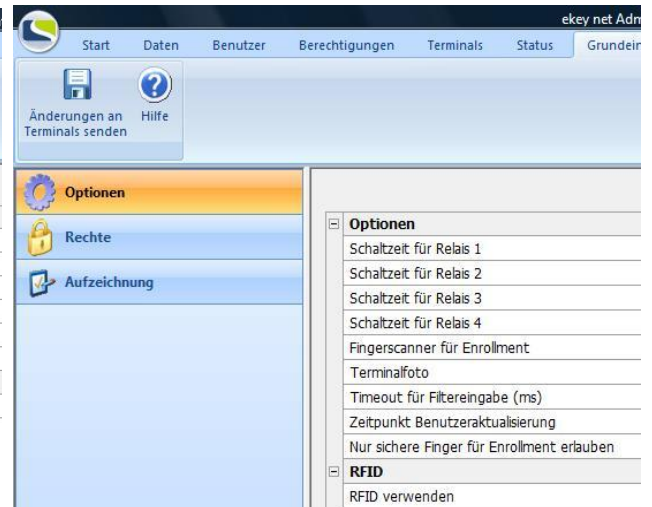 ekey net Adm
Start Daten Benutzer Berechtigungen Terminals Status Grundein
Änderungen an
Terminals senden
Hilfe
Optionen
Rechte
Aufzeichnung
Optionen
Schaltzeit für Relais 1
Schaltzeit für Relais 2
Schaltzeit für Relais 3
Schaltzeit für Relais 4
Fingerscanner für Enrollment
Terminalfoto
Timeout für Filtereingabe (ms)
Zeitpunkt Benutzeraktualisierung
Nur sichere Finger für Enrollment erlauben
RFID
RFID verwenden